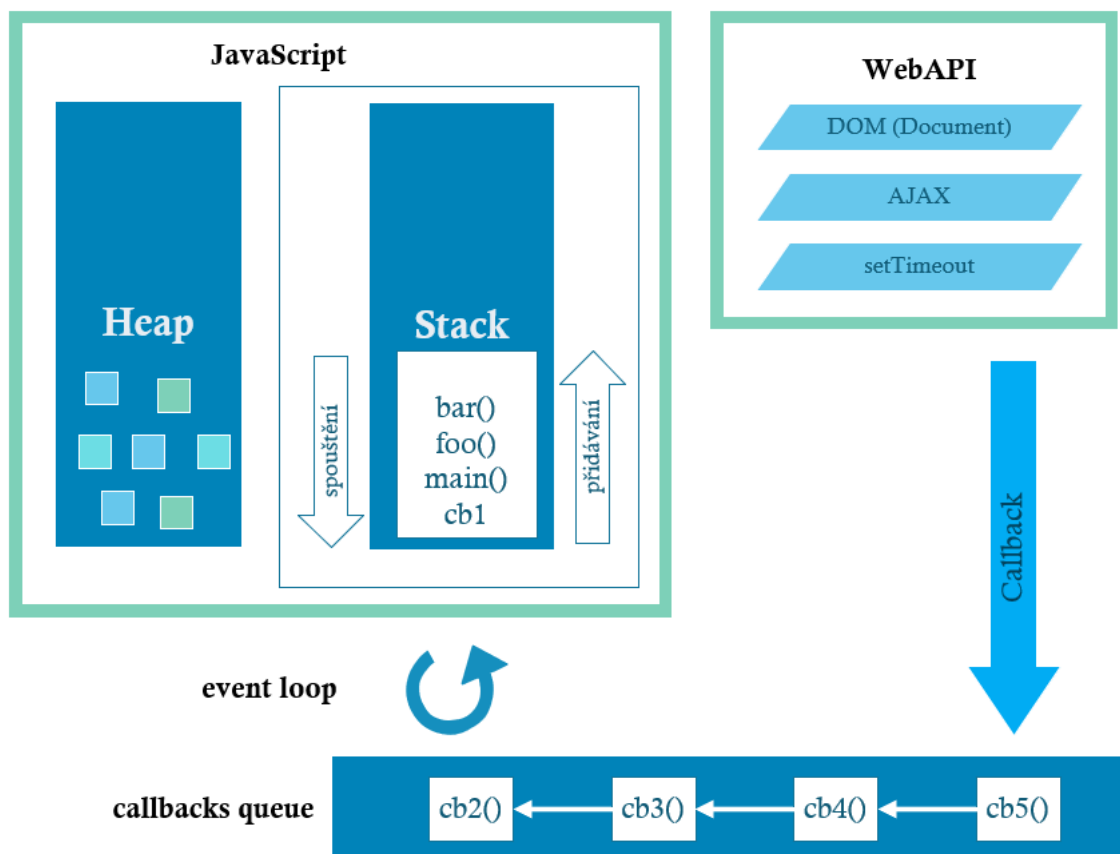 JavaScript
Heap
Stack
spouštění
bar()
foo()
main()
cb1
přidávání
WebAPI
DOM (Document)
AJAX
setTimeout
Callback
event loop
callbacks queue
cb2()
cb3()
cb4()
cb5()